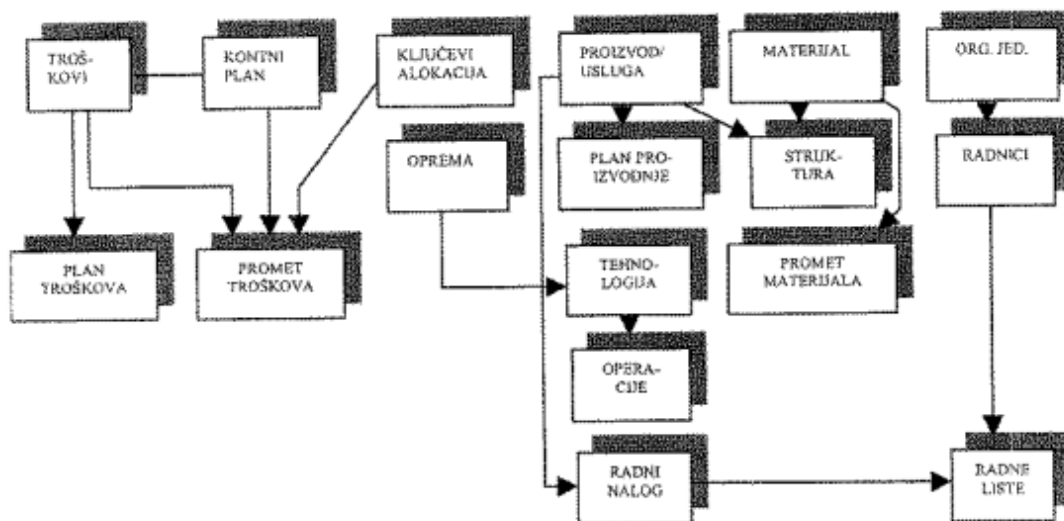 TROŠ-
KOVI
KONTNI
PLAN
KLJUČEVI
ALOKACIJA
PROIZVOD/
USLUGA
MATERIJAL
ORG. JED.
OPREMA
PLAN PRO-
IZVODNJE
STRUK-
TURA
RADNICI
PLAN
TROŠKOVA
PROMET
TROŠKOVA
TEHNO-
LOGIJA
PROMET
MATERIJALA
OPERA-
CIJE
RADNI
NALOG
RADNE
LISTE